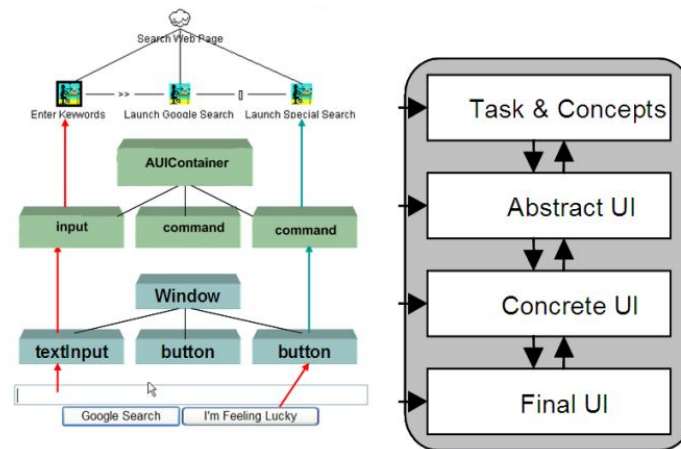 Search Web Page
Enter Keywords
>>
Launch Google Search
[]
Launch Special Search
AUIContainer
input
command
command
Window
textInput
button
button
Google Search
I'm Feeling Lucky
Task & Concepts
Abstract UI
Concrete UI
Final UI